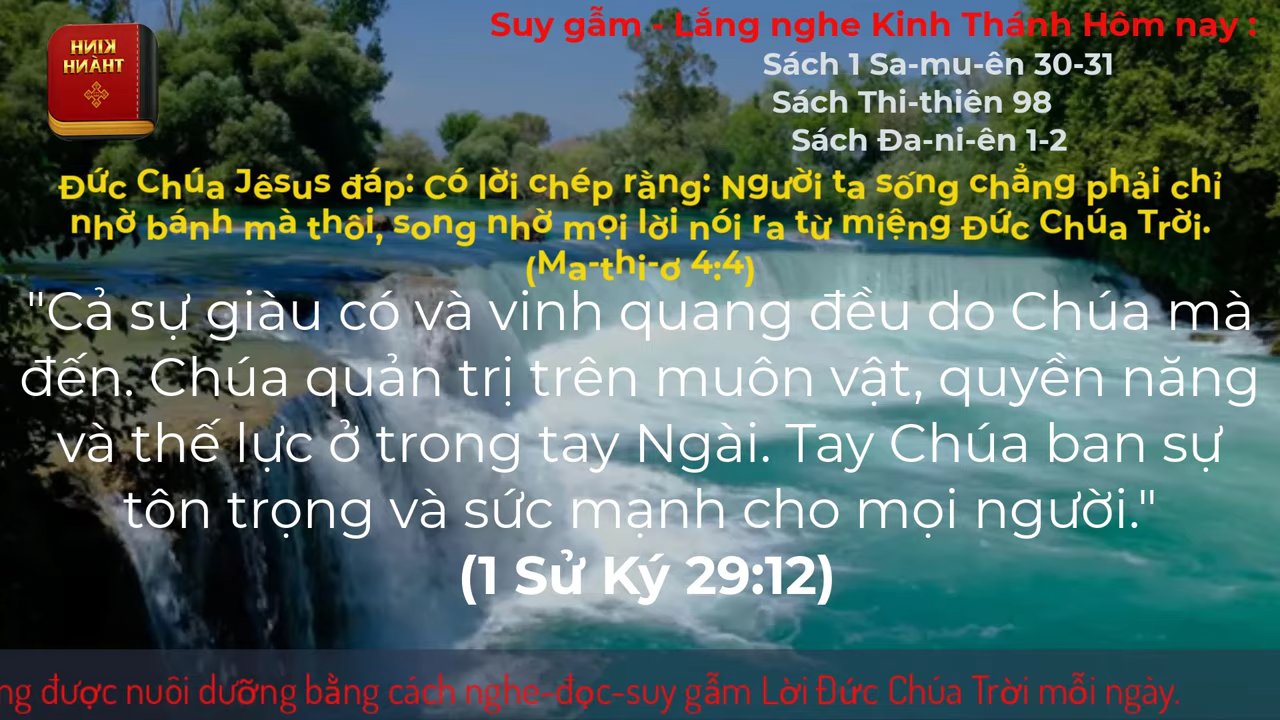 KINH
THÁNH
Suy gẫm - Lắng nghe Kinh Thánh Hôm nay :
Sách 1 Sa-mu-ên 30-31
Sách Thi-thiên 98
Sách Đa-ni-ên 1-2
Đức Chúa Jêsus đáp: Có lời chép rằng: Người ta sống chẳng phải chỉ
nhờ bánh mà thôi, song nhờ mọi lời nói ra từ miệng Đức Chúa Trời.
(Ma-thi-ơ 4:4)
"Cả sự giàu có và vinh quang đều do Chúa mà
đến. Chúa quản trị trên muôn vật, quyền năng
và thế lực ở trong tay Ngài. Tay Chúa ban sự
tôn trọng và sức mạnh cho mọi người."
(1 Sử Ký 29:12)
ng được nuôi dưỡng bằng cách nghe-đọc-suy gẫm Lời Đức Chúa Trời mỗi ngày.